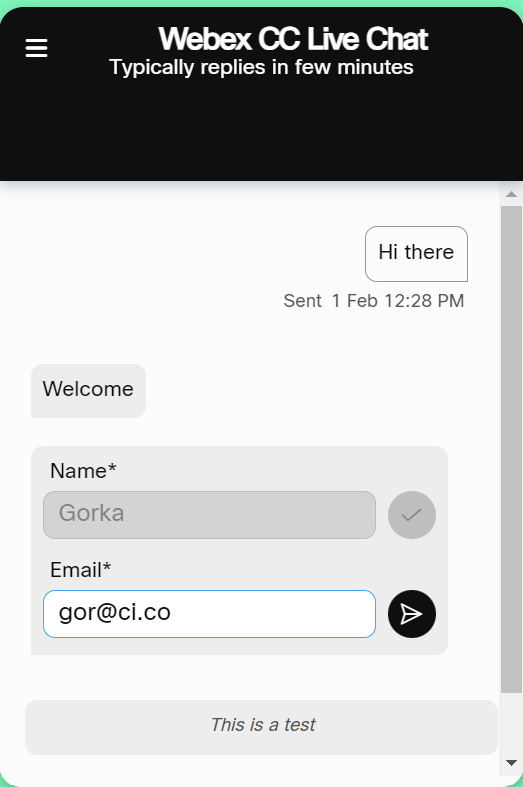 Webex CC Live Chat
Typically replies in few minutes
Hi there
Sent 1 Feb 12:28 PM
Welcome
Name*
Gorka
Email*
gor@ci.co
This is a test